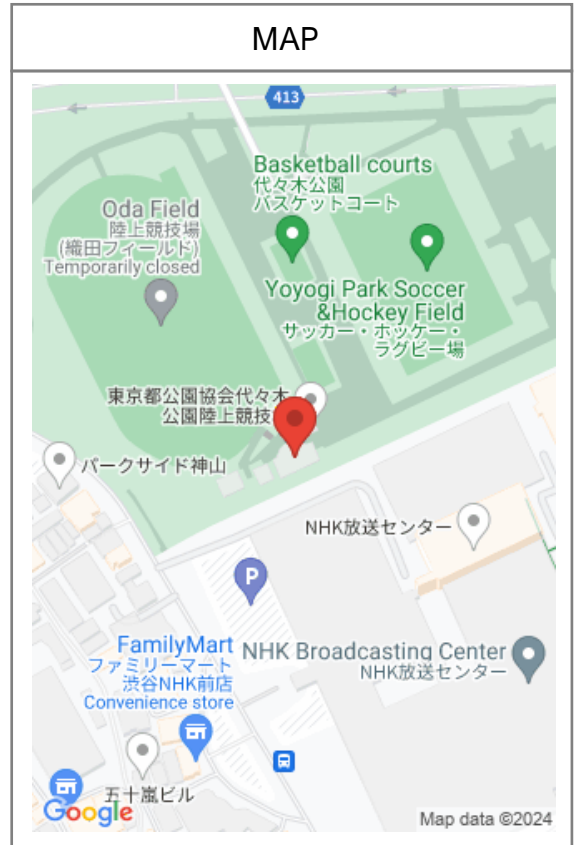 MAP
413
Basketball courts
代々木公園
バスケットコート
Oda Field
陸上競技場
(織田フィールド)
Temporarily closed
Yoyogi Park Soccer
&Hockey Field
サッカー・ホッケー・
ラグビー場
東京都公園協会代々木
公園陸上競技
パークサイド神山
NHK放送センター
P
FamilyMart
ファミリーマート
渋谷NHK前店
Convenience store
NHK Broadcasting Center
NHK放送センター
五十嵐ビル
Google
Map data ©2024